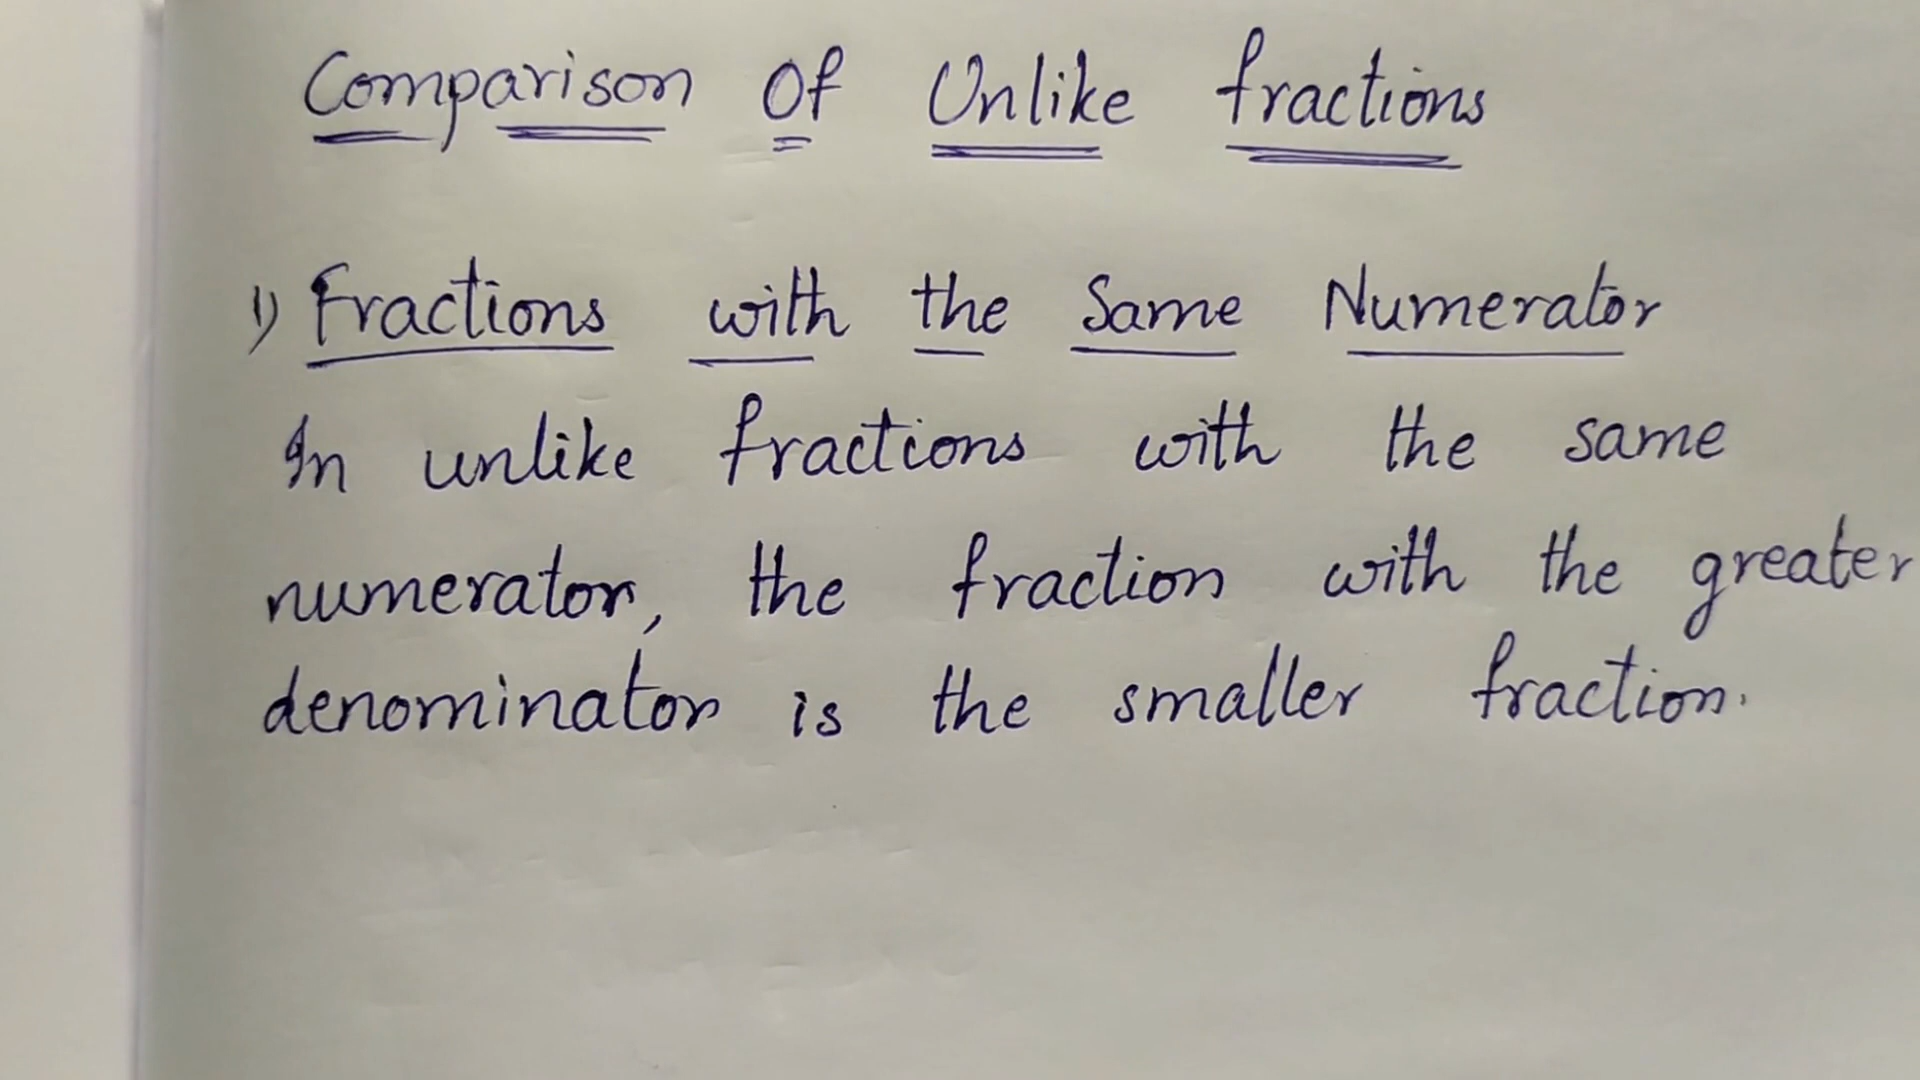 Comparison Of Unlike fractions
1) Fractions with the Same Numerator
In unlike fractions with the same
numerator, the fraction with the greater
denominator is the smaller fraction.